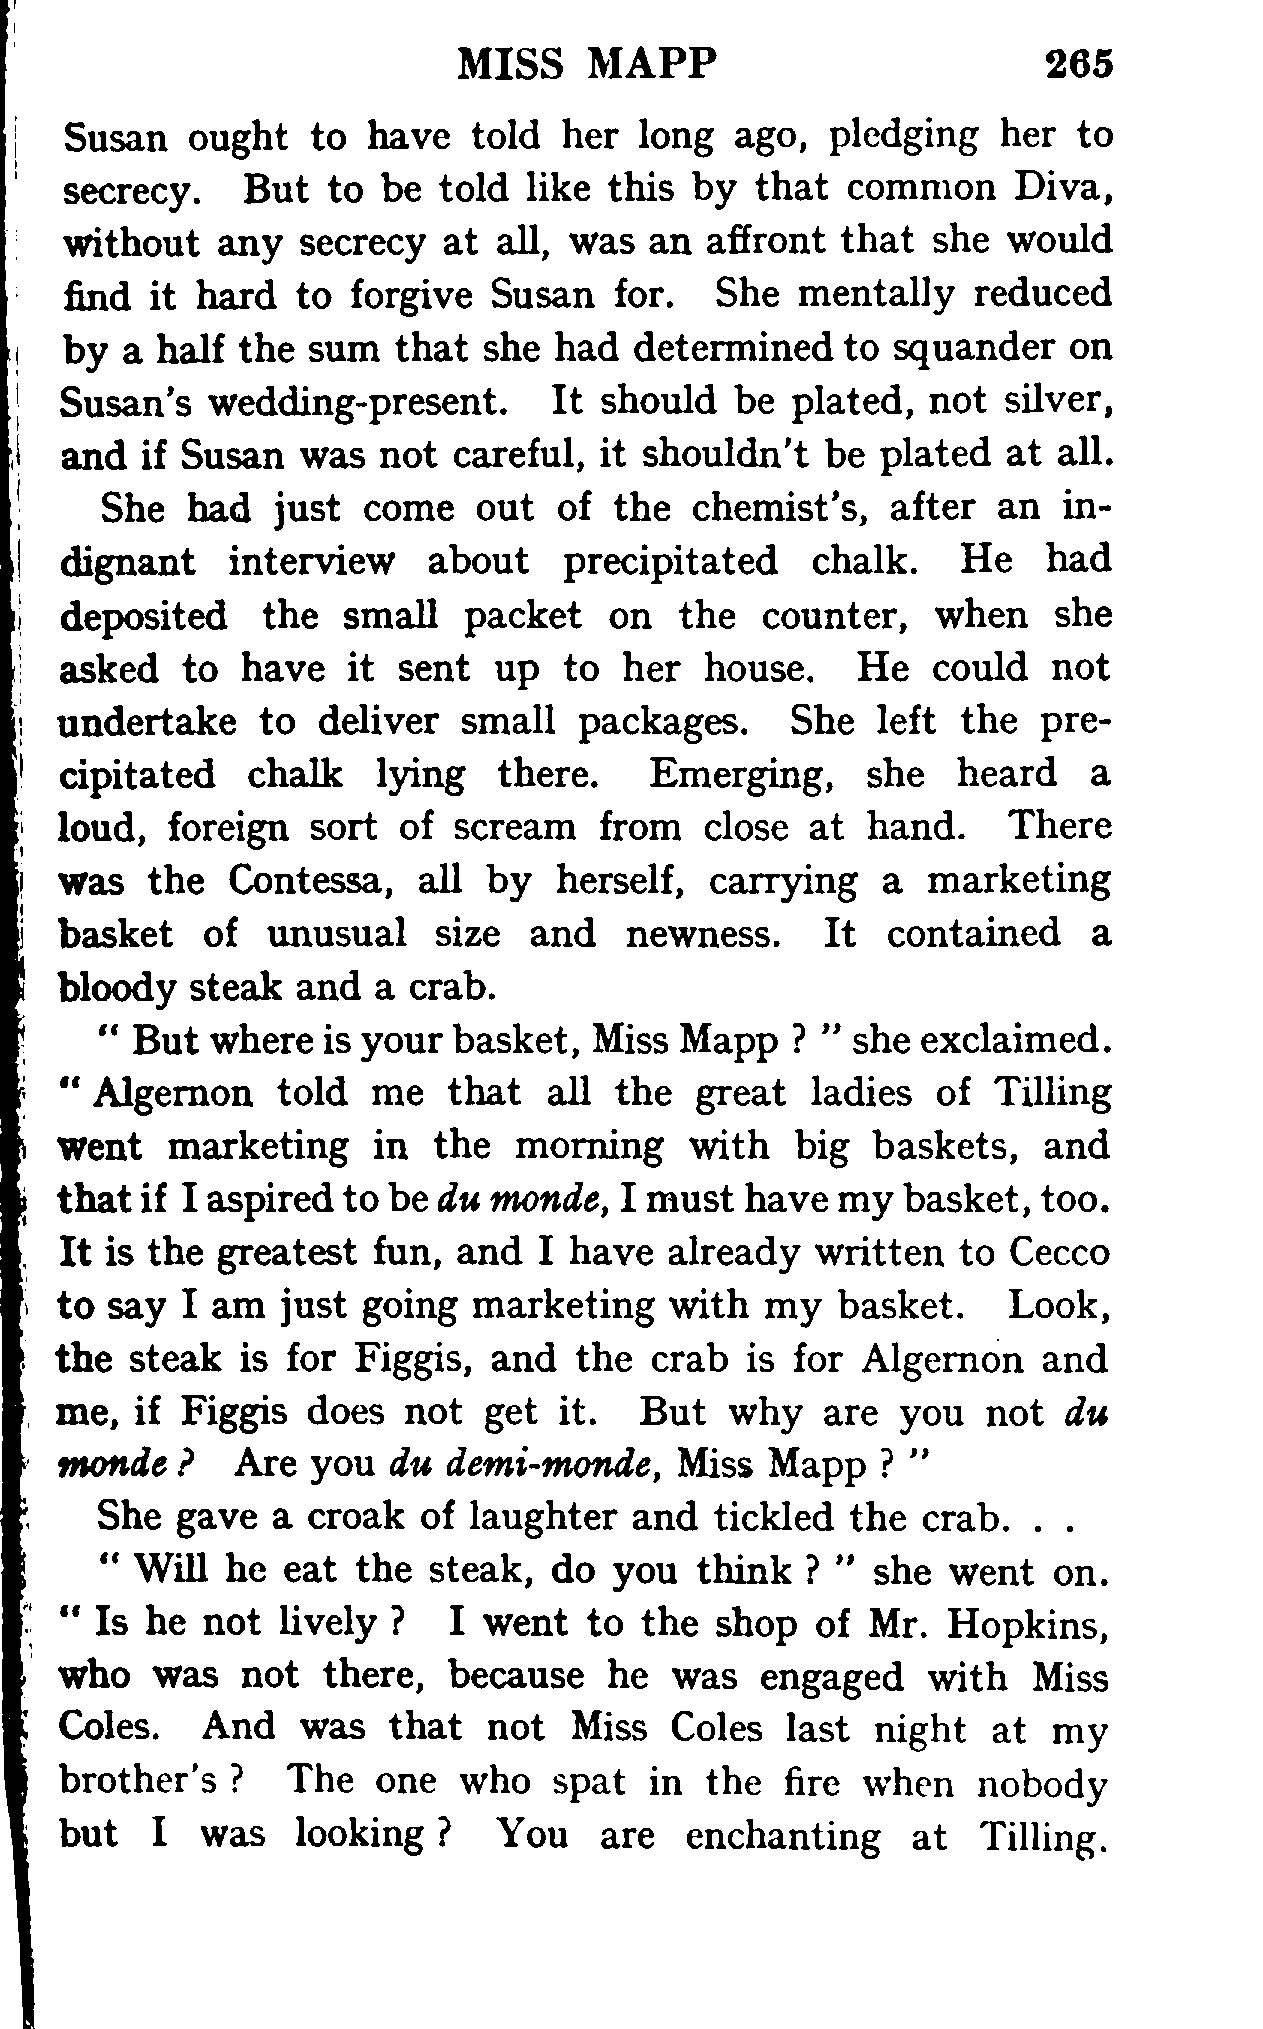 MISS MAPP 265
Susan ought to have told her long ago, pledging her to
secrecy. But to be told like this by that common Diva,
without any secrecy at all, was an affront that she would
find it hard to forgive Susan for. She mentally reduced
by a half the sum that she had determined to squander on
Susan's wedding-present. It should be plated, not silver,
and if Susan was not careful, it shouldn't be plated at all.
She had just come out of the chemist's, after an in-
dignant interview about precipitated chalk. He had
deposited the small packet on the counter, when she
asked to have it sent up to her house. He could not
undertake to deliver small packages. She left the pre-
cipitated chalk lying there. Emerging, she heard a
loud, foreign sort of scream from close at hand. There
was the Contessa, all by herself, carrying a marketing
basket of unusual size and newness. It contained a
bloody steak and a crab.
" But where is your basket, Miss Mapp ? " she exclaimed.
" Algernon told me that all the great ladies of Tilling
went marketing in the morning with big baskets, and
that if I aspired to be du monde, I must have my basket, too.
It is the greatest fun, and I have already written to Cecco
to say I am just going marketing with my basket. Look,
the steak is for Figgis, and the crab is for Algernon and
me, if Figgis does not get it. But why are you not du
monde ? Are you du demi-monde, Miss Mapp ? "
She gave a croak of laughter and tickled the crab. . .
" Will he eat the steak, do you think ? " she went on.
" Is he not lively ? I went to the shop of Mr. Hopkins,
who was not there, because he was engaged with Miss
Coles. And was that not Miss Coles last night at my
brother's ? The one who spat in the fire when nobody
but I was looking ? You are enchanting at Tilling.